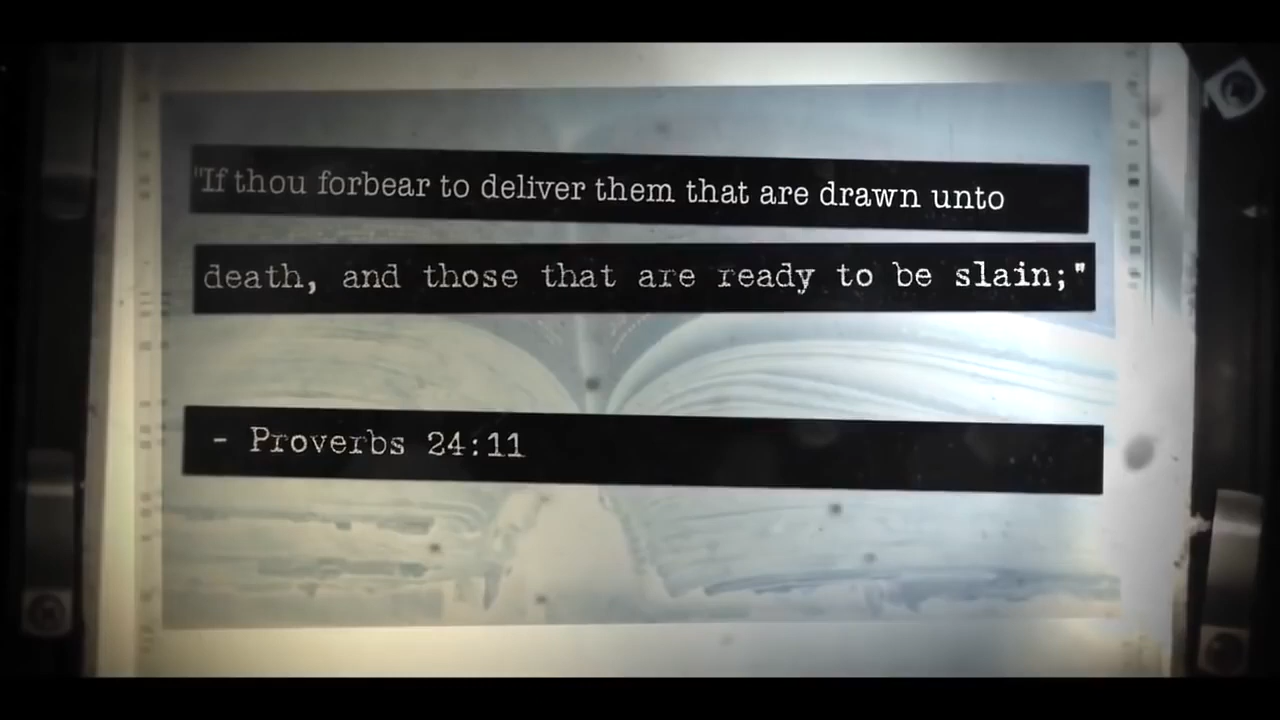 "If thou forbear to deliver them that are drawn unto
death, and those that are ready to be slain;"
- Proverbs 24:11